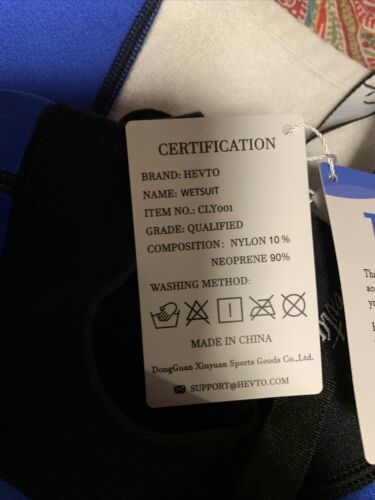 CERTIFICATION
BRAND: HEVTO
NAME: WETSUIT
ITEM NO.: CLY001
GRADE: QUALIFIED
COMPOSITION: NYLON 10 %
NEOPRENE 90%
WASHING METHOD:
MADE IN CHINA
DongGuan Xinyuan Sports Goods Co.,Ltd.
SUPPORT@HEVTO.COM